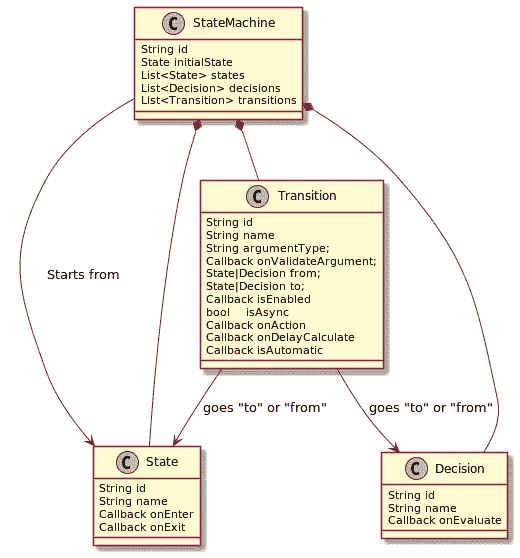 C StateMachine
String id
State initialState
List<State> states
List<Decision> decisions
List<Transition> transitions
C Transition
String id
String name
String argumentType;
Callback onValidateArgument;
State|Decision from;
State|Decision to;
Callback isEnabled
bool isAsync
Callback onAction
Callback onDelayCalculate
Callback isAutomatic
Starts from
goes "to" or "from"
goes "to" or "from"
C State
String id
String name
Callback onEnter
Callback onExit
C Decision
String id
String name
Callback onEvaluate